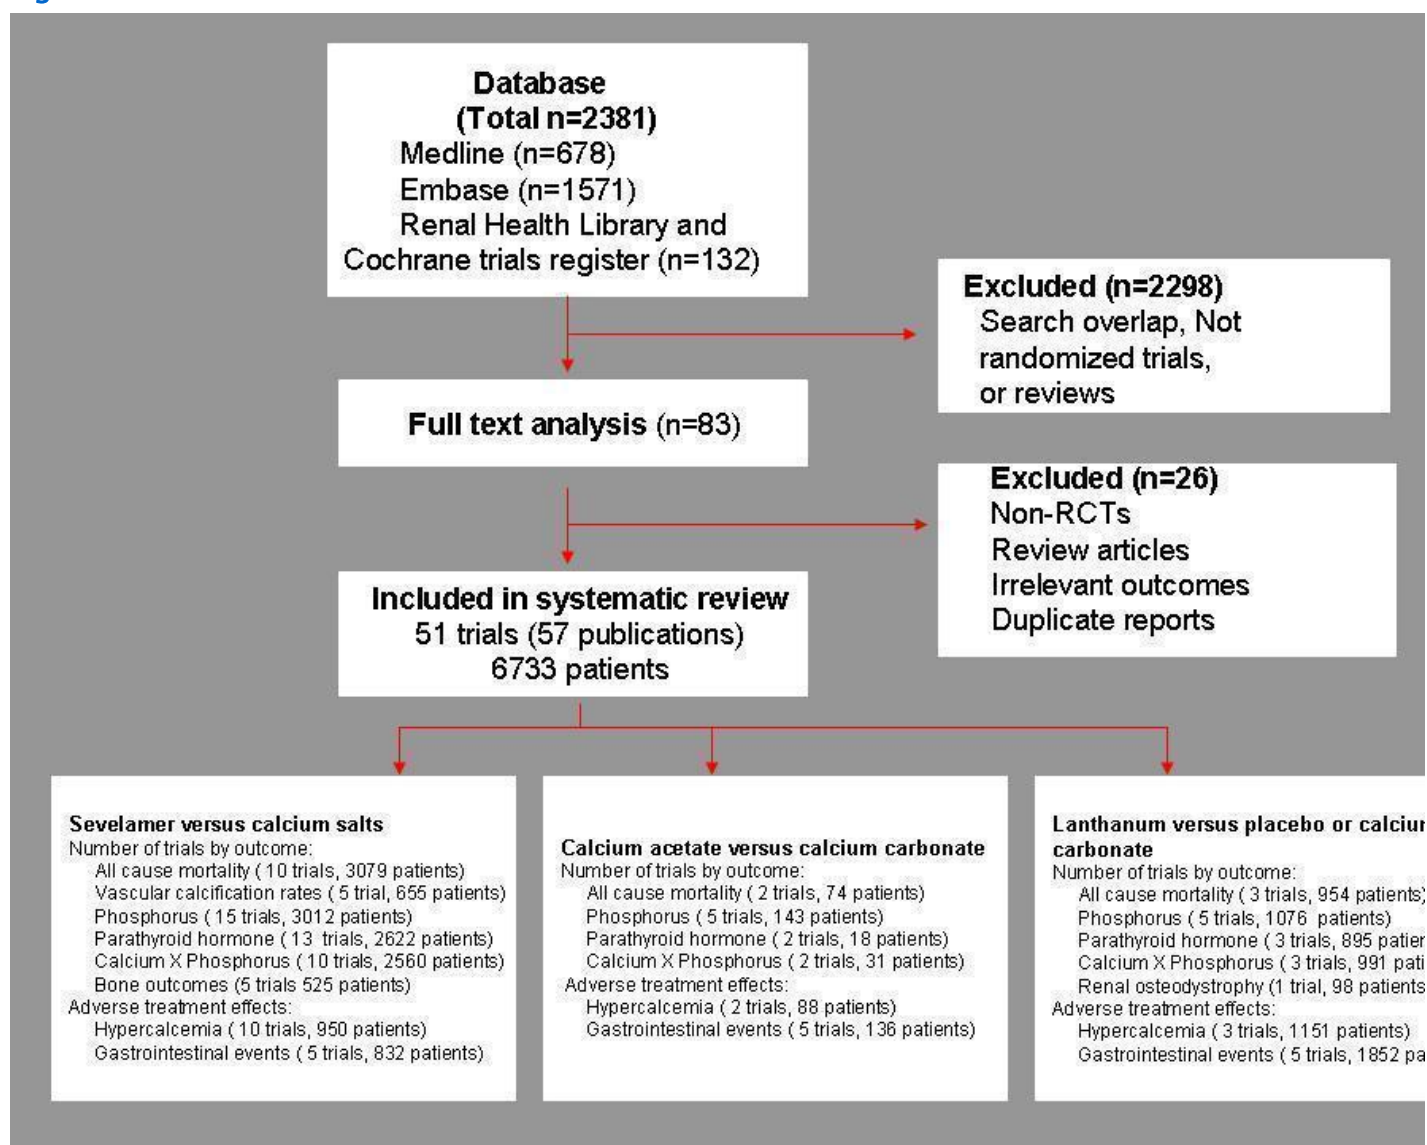 Database
(Total n=2381)
Medline (n=678)
Embase (n=1571)
Renal Health Library and
Cochrane trials register (n=132)
Excluded (n=2298)
Search overlap, Not
randomized trials,
or reviews
Full text analysis (n=83)
Excluded (n=26)
Non-RCTs
Review articles
Irrelevant outcomes
Duplicate reports
Included in systematic review
51 trials (57 publications)
6733 patients
Sevelamer versus calcium salts
Number of trials by outcome:
All cause mortality ( 10 trials, 3079 patients)
Vascular calcification rates ( 5 trial, 655 patients)
Phosphorus ( 15 trials, 3012 patients)
Parathyroid hormone ( 13 trials, 2622 patients)
Calcium X Phosphorus ( 10 trials, 2560 patients)
Bone outcomes (5 trials 525 patients)
Adverse treatment effects:
Hypercalcemia ( 10 trials, 950 patients)
Gastrointestinal events ( 5 trials, 832 patients)
Calcium acetate versus calcium carbonate
Number of trials by outcome:
All cause mortality ( 2 trials, 74 patients)
Phosphorus ( 5 trials, 143 patients)
Parathyroid hormone ( 2 trials, 18 patients)
Calcium X Phosphorus ( 2 trials, 31 patients)
Adverse treatment effects:
Hypercalcemia ( 2 trials, 88 patients)
Gastrointestinal events ( 5 trials, 136 patients)
Lanthanum versus placebo or calciu
carbonate
Number of trials by outcome:
All cause mortality ( 3 trials, 954 patients)
Phosphorus ( 5 trials, 1076 patients)
Parathyroid hormone ( 3 trials, 895 patie
Calcium X Phosphorus ( 3 trials, 991 pati
Renal osteodystrophy (1 trial, 98 patients
Adverse treatment effects:
Hypercalcemia ( 3 trials, 1151 patients)
Gastrointestinal events ( 5 trials, 1852 pa